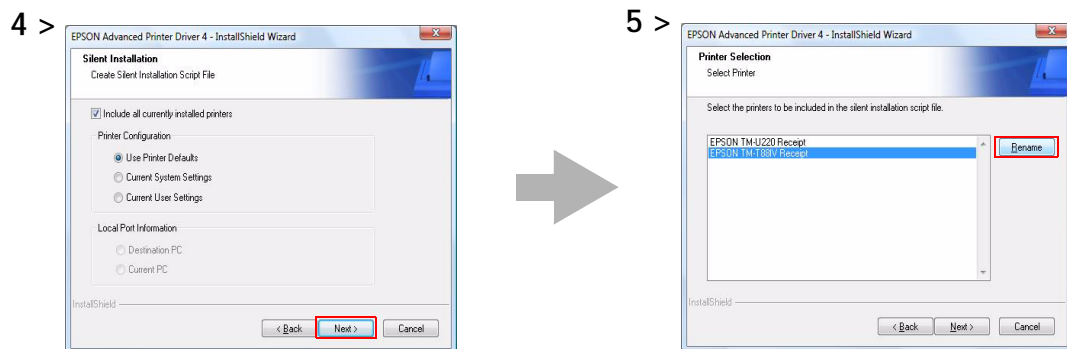 4 >
EPSON Advanced Printer Driver 4 - InstallShield Wizard
Silent Installation
Create Silent Installation Script File
Include all currently installed printers
Printer Configuration
Use Printer Defaults
Current System Settings
Current User Settings
Local Port Information
Destination PC
Current PC
InstallShield
< Back
Next >
Cancel
5 >
EPSON Advanced Printer Driver 4 - InstallShield Wizard
Printer Selection
Select Printer
Select the printers to be included in the silent installation script file.
EPSON TM-U220 Receipt
EPSON TM-T88IV Receipt
Rename
InstallShield
< Back
Next >
Cancel